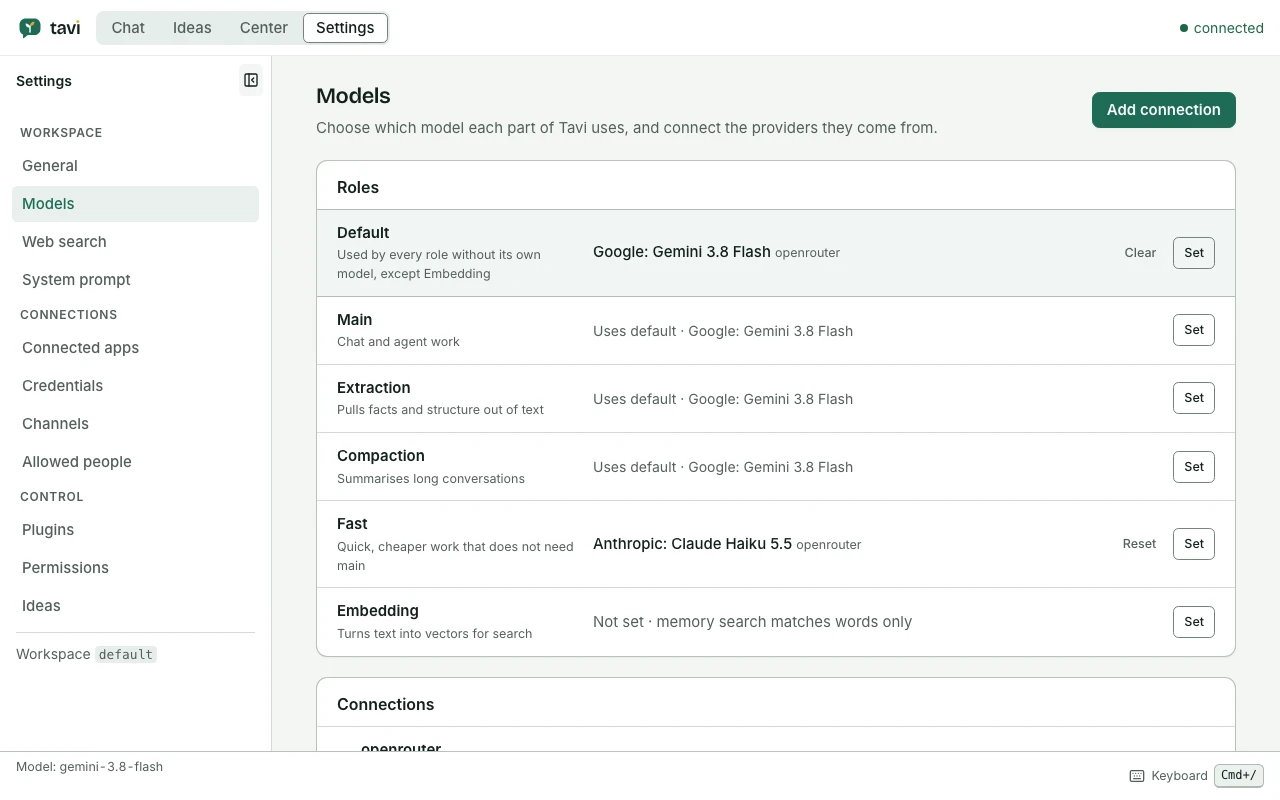 tavi
Chat
Ideas
Center
Settings
connected
Settings
WORKSPACE
General
Models
Web search
System prompt
CONNECTIONS
Connected apps
Credentials
Channels
Allowed people
CONTROL
Plugins
Permissions
Ideas
Workspace default
Models
Choose which model each part of Tavi uses, and connect the providers they come from.
Add connection
Roles
Default
Used by every role without its own
model, except Embedding
Google: Gemini 3.8 Flash openrouter
Clear
Set
Main
Chat and agent work
Uses default · Google: Gemini 3.8 Flash
Set
Extraction
Pulls facts and structure out of text
Uses default · Google: Gemini 3.8 Flash
Set
Compaction
Summarises long conversations
Uses default · Google: Gemini 3.8 Flash
Set
Fast
Quick, cheaper work that does not need
main
Anthropic: Claude Haiku 5.5 openrouter
Reset
Set
Embedding
Turns text into vectors for search
Not set · memory search matches words only
Set
Connections
openrouter
Model: gemini-3.8-flash
Keyboard Cmd+/